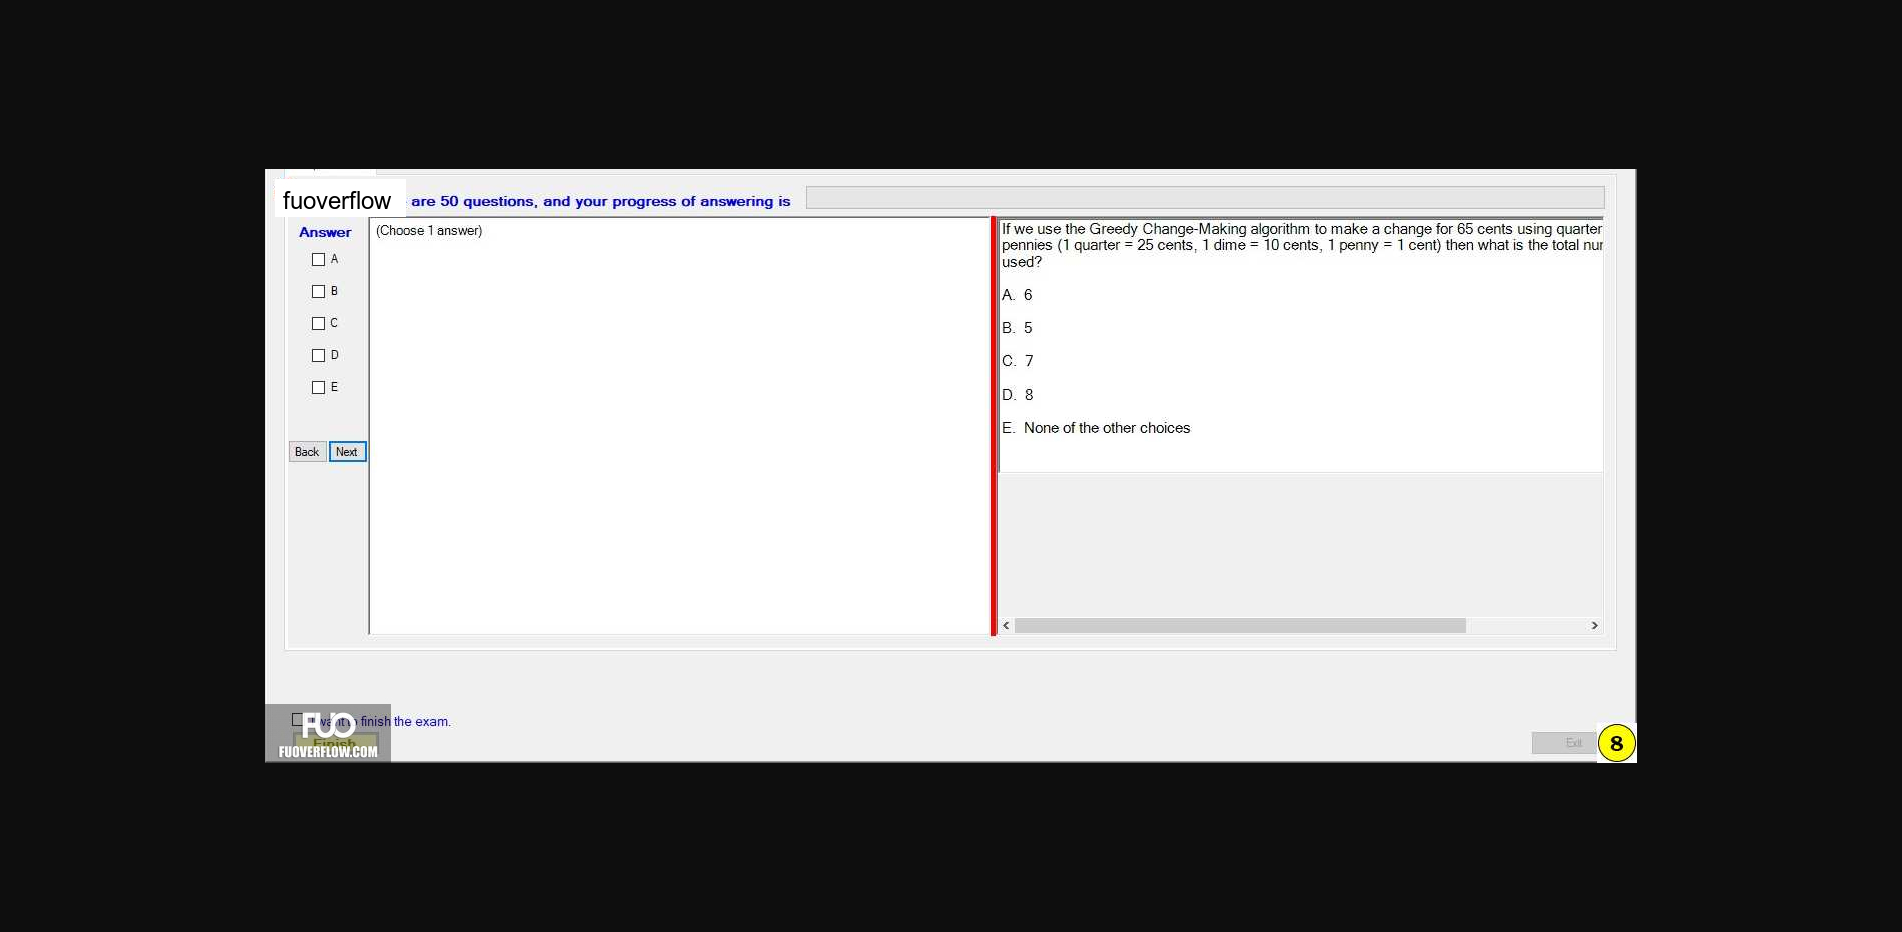 fuoverflow are 50 questions, and your progress of answering is
Answer
A
B
C
D
E
Back Next
(Choose 1 answer)
If we use the Greedy Change-Making algorithm to make a change for 65 cents using quarter
pennies (1 quarter = 25 cents, 1 dime = 10 cents, 1 penny = 1 cent) then what is the total
used?
A. 6
B. 5
C. 7
D. 8
E. None of the other choices
I want to finish the exam.
Finish
FUO
FUOVERFLOW.COM
Exit
8